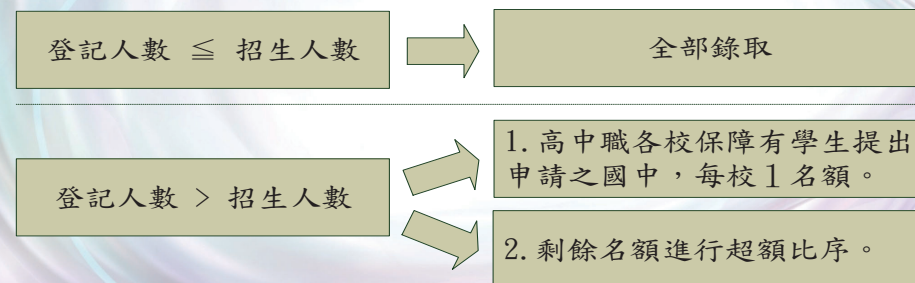 登記人數 ≦ 招生人數
全部錄取
登記人數 > 招生人數
1. 高中職各校保障有學生提出
申請之國中，每校1名額。
2. 剩餘名額進行超額比序。